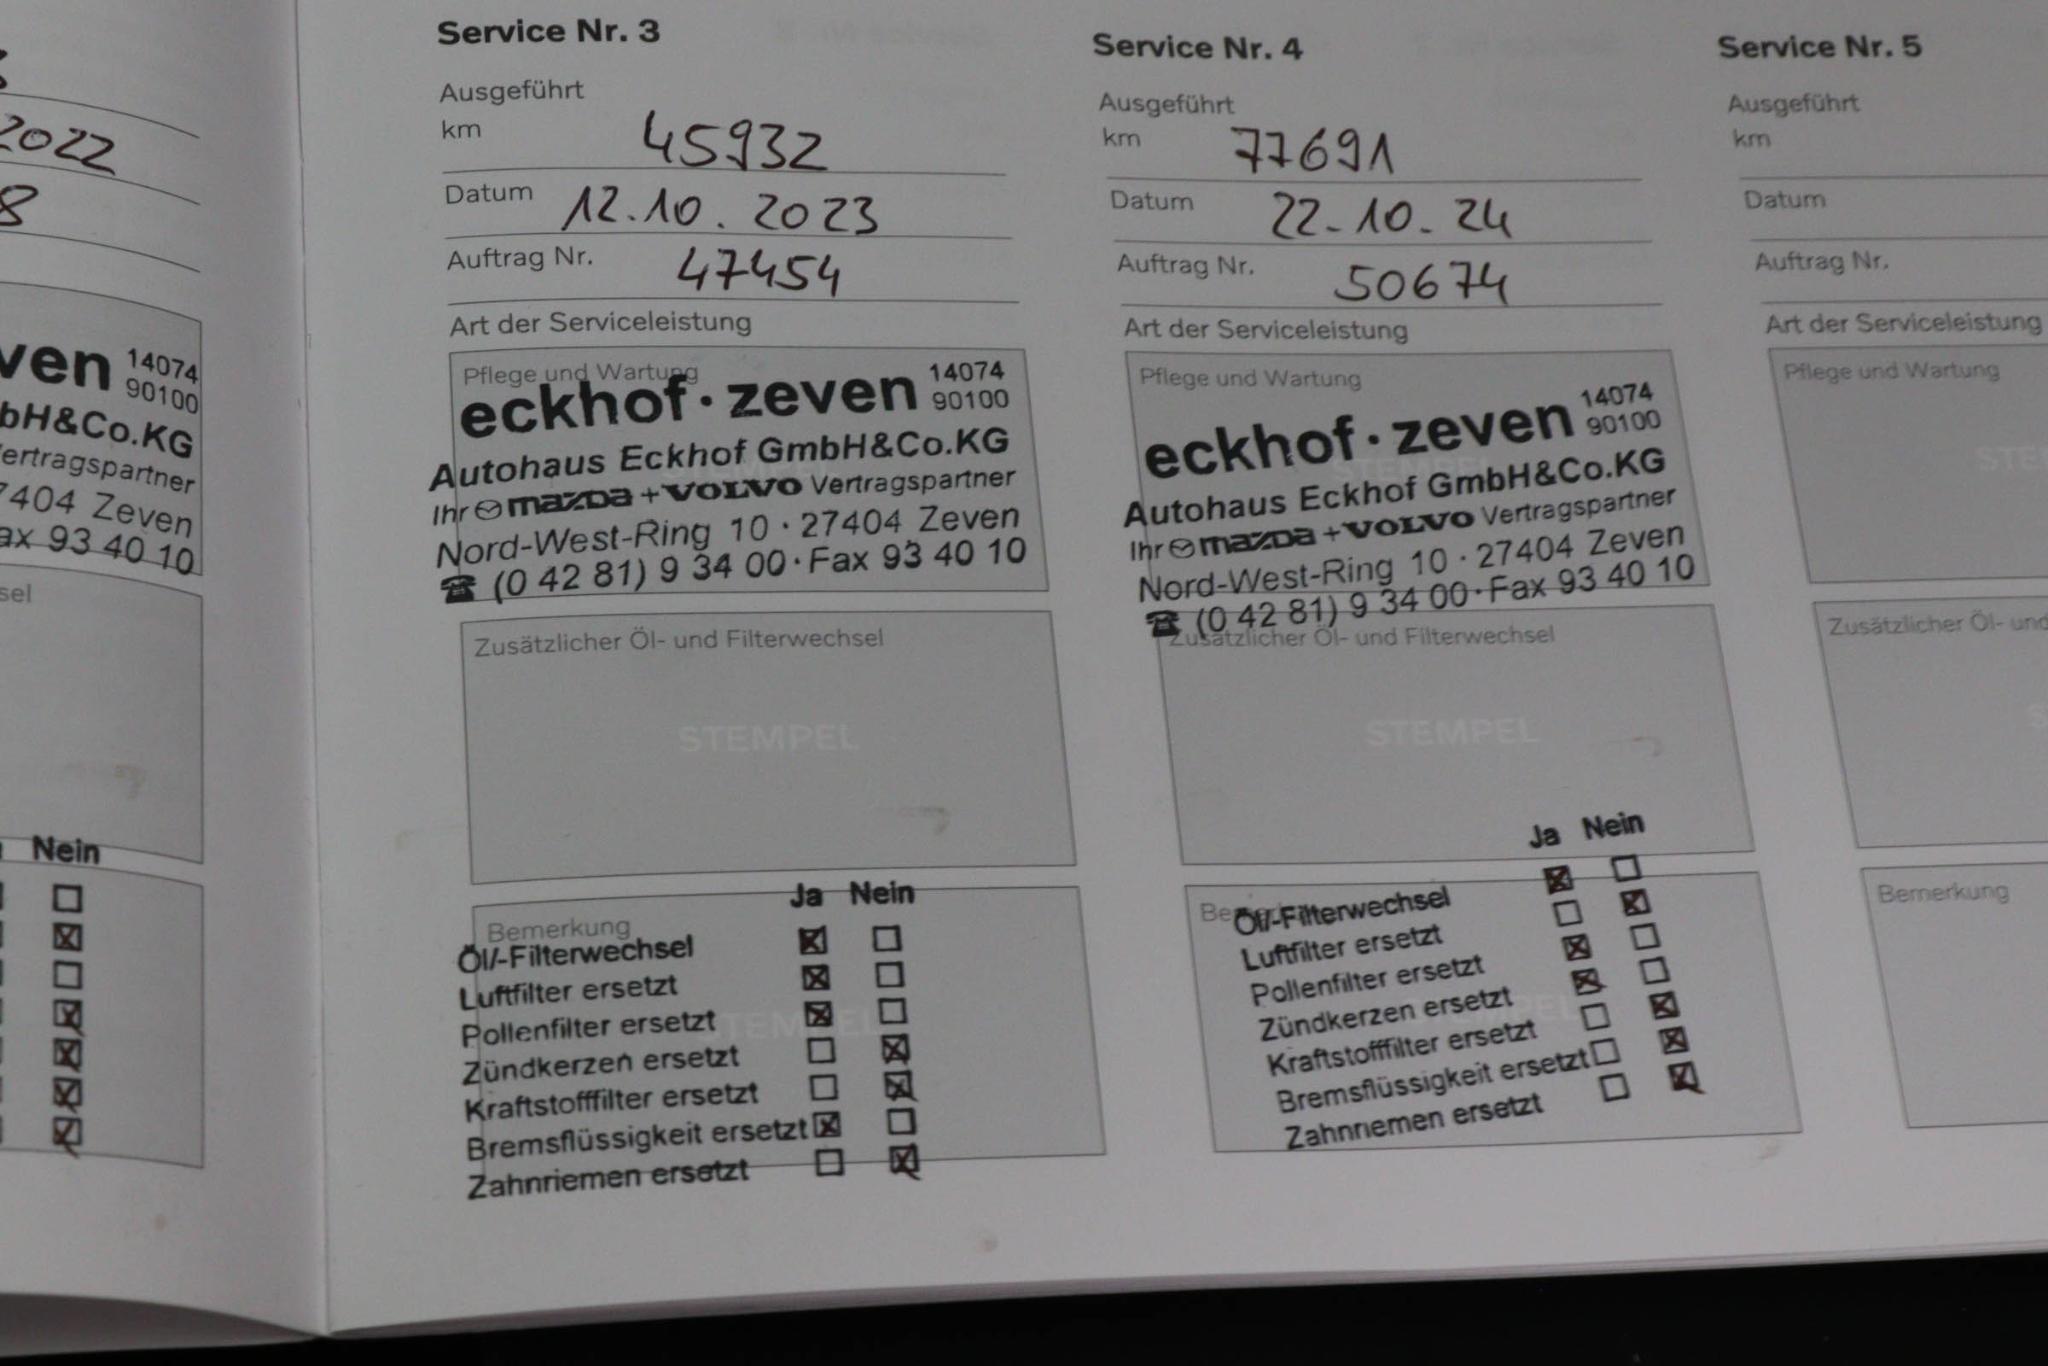 2022
8
ven 14074
90100
bH&Co.KG
ertragspartner
7404 Zeven
ax 93 40 10
sel
Nein
Service Nr. 3
Ausgeführt
km 45932
Datum 12.10.2023
Auftrag Nr. 47454
Art der Serviceleistung
Pflege und Wartung
eckhof·zeven 14074
90100
Autohaus Eckhof GmbH&Co.KG
Ihr mazda + VOLVO Vertragspartner
Nord-West-Ring 10 · 27404 Zeven
☎ (0 42 81) 9 34 00 · Fax 93 40 10
Zusätzlicher Öl- und Filterwechsel
STEMPEL
Bemerkung
Ja Nein
Öl/-Filterwechsel ☒ ☐
Luftfilter ersetzt ☒ ☐
Pollenfilter ersetzt ☒ ☐
Zündkerzen ersetzt ☐ ☒
Kraftstofffilter ersetzt ☐ ☒
Bremsflüssigkeit ersetzt ☒ ☐
Zahnriemen ersetzt ☐ ☒
STEMPEL
Service Nr. 4
Ausgeführt
km 77691
Datum 22-10-24
Auftrag Nr. 50674
Art der Serviceleistung
Pflege und Wartung
eckhof·zeven 14074
90100
Autohaus Eckhof GmbH&Co.KG
Ihr mazda + VOLVO Vertragspartner
Nord-West-Ring 10 · 27404 Zeven
☎ (0 42 81) 9 34 00 · Fax 93 40 10
Zusätzlicher Öl- und Filterwechsel
STEMPEL
Ja Nein
Öl/-Filterwechsel ☒ ☐
Luftfilter ersetzt ☐ ☒
Pollenfilter ersetzt ☒ ☐
Zündkerzen ersetzt ☒ ☐
Kraftstofffilter ersetzt ☐ ☒
Bremsflüssigkeit ersetzt ☐ ☒
Zahnriemen ersetzt ☐ ☒
STEMPEL
Service Nr. 5
Ausgeführt
km
Datum
Auftrag Nr.
Art der Serviceleistung
Pflege und Wartung
STE
Zusätzlicher Öl- und
Bemerkung